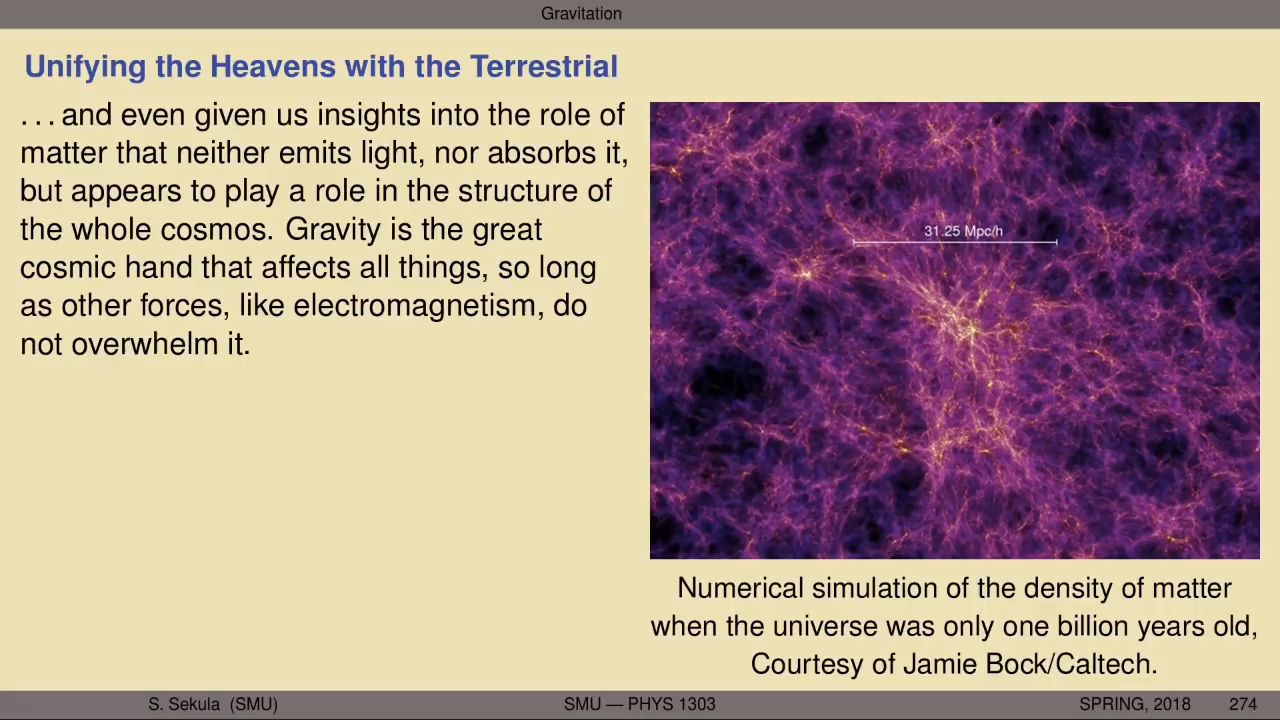 Gravitation
Unifying the Heavens with the Terrestrial
. . . and even given us insights into the role of
matter that neither emits light, nor absorbs it,
but appears to play a role in the structure of
the whole cosmos. Gravity is the great
cosmic hand that affects all things, so long
as other forces, like electromagnetism, do
not overwhelm it.
31.25 Mpc/h
Numerical simulation of the density of matter
when the universe was only one billion years old,
Courtesy of Jamie Bock/Caltech.
S. Sekula (SMU) SMU — PHYS 1303 SPRING, 2018 274